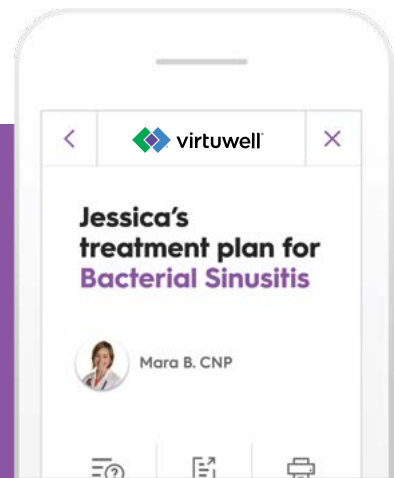 virtuwell
Jessica's
treatment plan for
Bacterial Sinusitis
Mara B. CNP